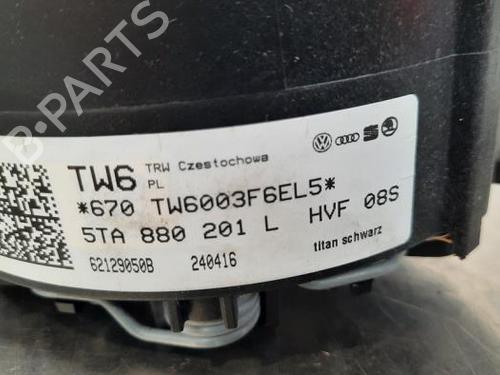 B-PARTS
TW6 TRW Czestochowa
PL
*670 TW6003F6EL5*
5TA 880 201 L HVF 08S
62129050B 240416 titan schwarz